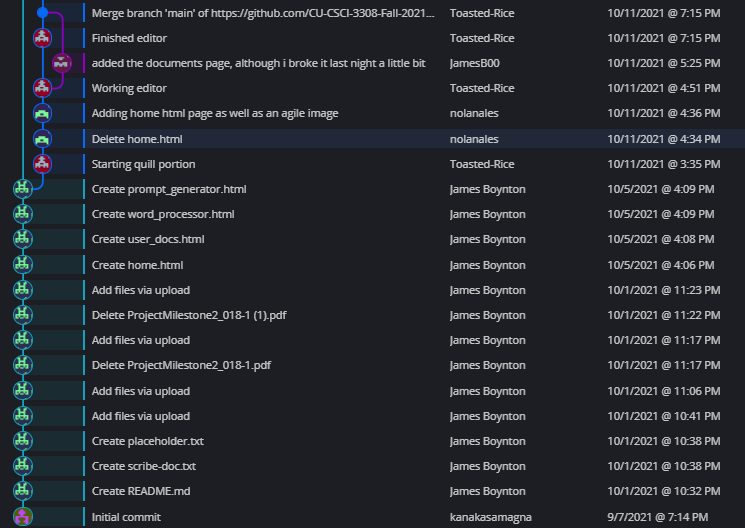 Merge branch 'main' of https://github.com/CU-CSCI-3308-Fall-2021... Toasted-Rice 10/11/2021 @ 7:15 PM
Finished editor Toasted-Rice 10/11/2021 @ 7:15 PM
added the documents page, although i broke it last night a little bit JamesB00 10/11/2021 @ 5:25 PM
Working editor Toasted-Rice 10/11/2021 @ 4:51 PM
Adding home html page as well as an agile image nolanales 10/11/2021 @ 4:36 PM
Delete home.html nolanales 10/11/2021 @ 4:34 PM
Starting quill portion Toasted-Rice 10/11/2021 @ 3:35 PM
Create prompt_generator.html James Boynton 10/5/2021 @ 4:09 PM
Create word_processor.html James Boynton 10/5/2021 @ 4:09 PM
Create user_docs.html James Boynton 10/5/2021 @ 4:08 PM
Create home.html James Boynton 10/5/2021 @ 4:06 PM
Add files via upload James Boynton 10/1/2021 @ 11:23 PM
Delete ProjectMilestone2_018-1 (1).pdf James Boynton 10/1/2021 @ 11:22 PM
Add files via upload James Boynton 10/1/2021 @ 11:17 PM
Delete ProjectMilestone2_018-1.pdf James Boynton 10/1/2021 @ 11:17 PM
Add files via upload James Boynton 10/1/2021 @ 11:06 PM
Add files via upload James Boynton 10/1/2021 @ 10:41 PM
Create placeholder.txt James Boynton 10/1/2021 @ 10:38 PM
Create scribe-doc.txt James Boynton 10/1/2021 @ 10:38 PM
Create README.md James Boynton 10/1/2021 @ 10:32 PM
Initial commit kanakasamagna 9/7/2021 @ 7:14 PM